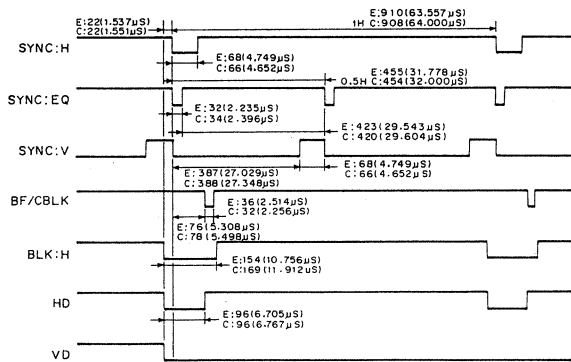 E:22(1.537μS)
C:22(1.551μS)
E:910(63.557μS)
1H C:908(64.000μS)
SYNC:H
E:68(4.749μS)
C:66(4.652μS)
E:455(31.778μS)
0.5H C:454(32.000μS)
SYNC:EQ
E:32(2.235μS)
C:34(2.396μS)
E:423(29.543μS)
C:420(29.604μS)
SYNC:V
E:387(27.029μS)
C:388(27.348μS)
E:68(4.749μS)
C:66(4.652μS)
BF/CBLK
E:36(2.514μS)
C:32(2.256μS)
E:76(5.308μS)
C:78(5.498μS)
BLK:H
E:154(10.756μS)
C:169(11.912μS)
HD
E:96(6.705μS)
C:96(6.767μS)
VD